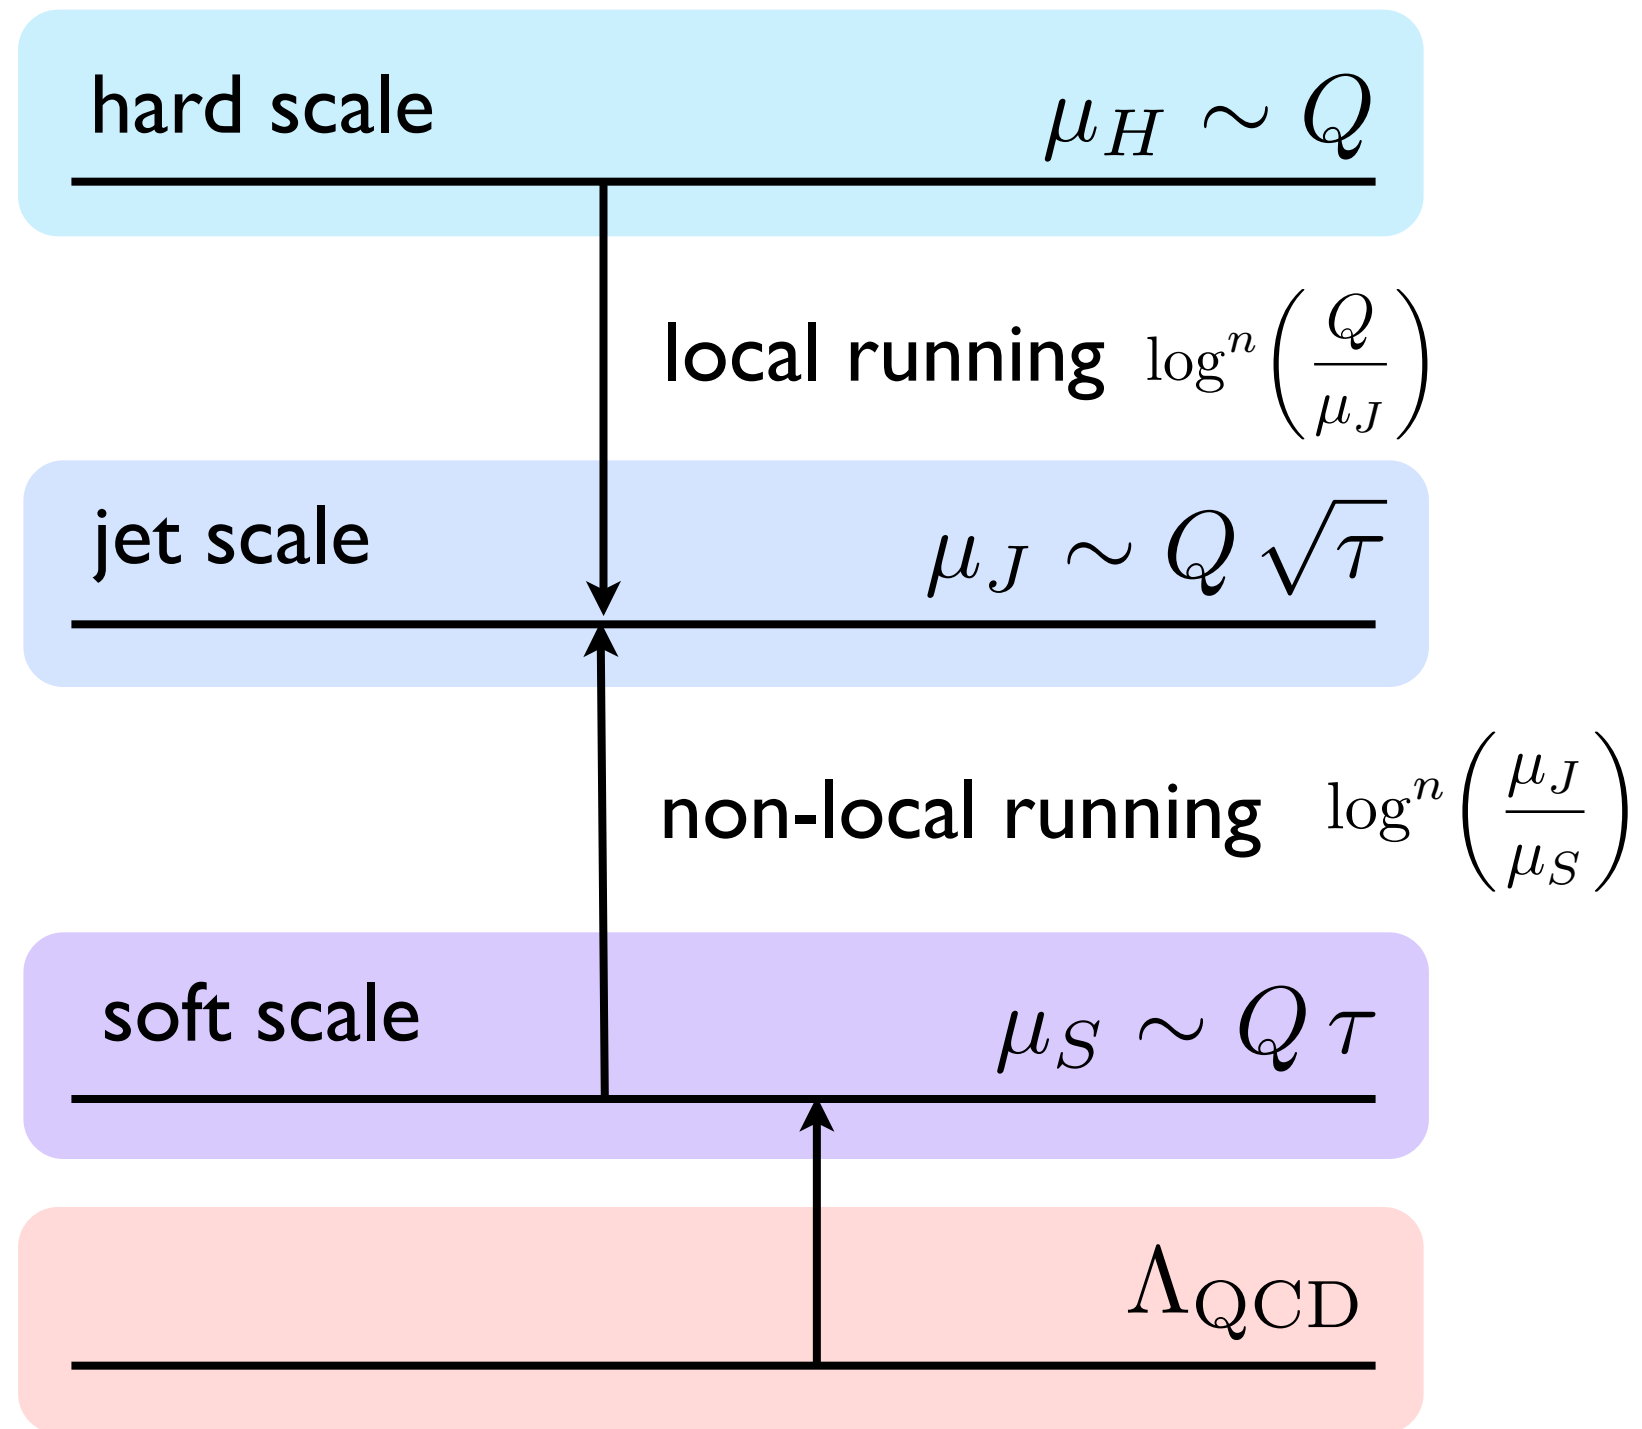 hard scale μ_H ∼ Q
local running log^n(Q/μ_J)
jet scale μ_J ∼ Q √τ
non-local running log^n(μ_J/μ_S)
soft scale μ_S ∼ Q τ
Λ_QCD